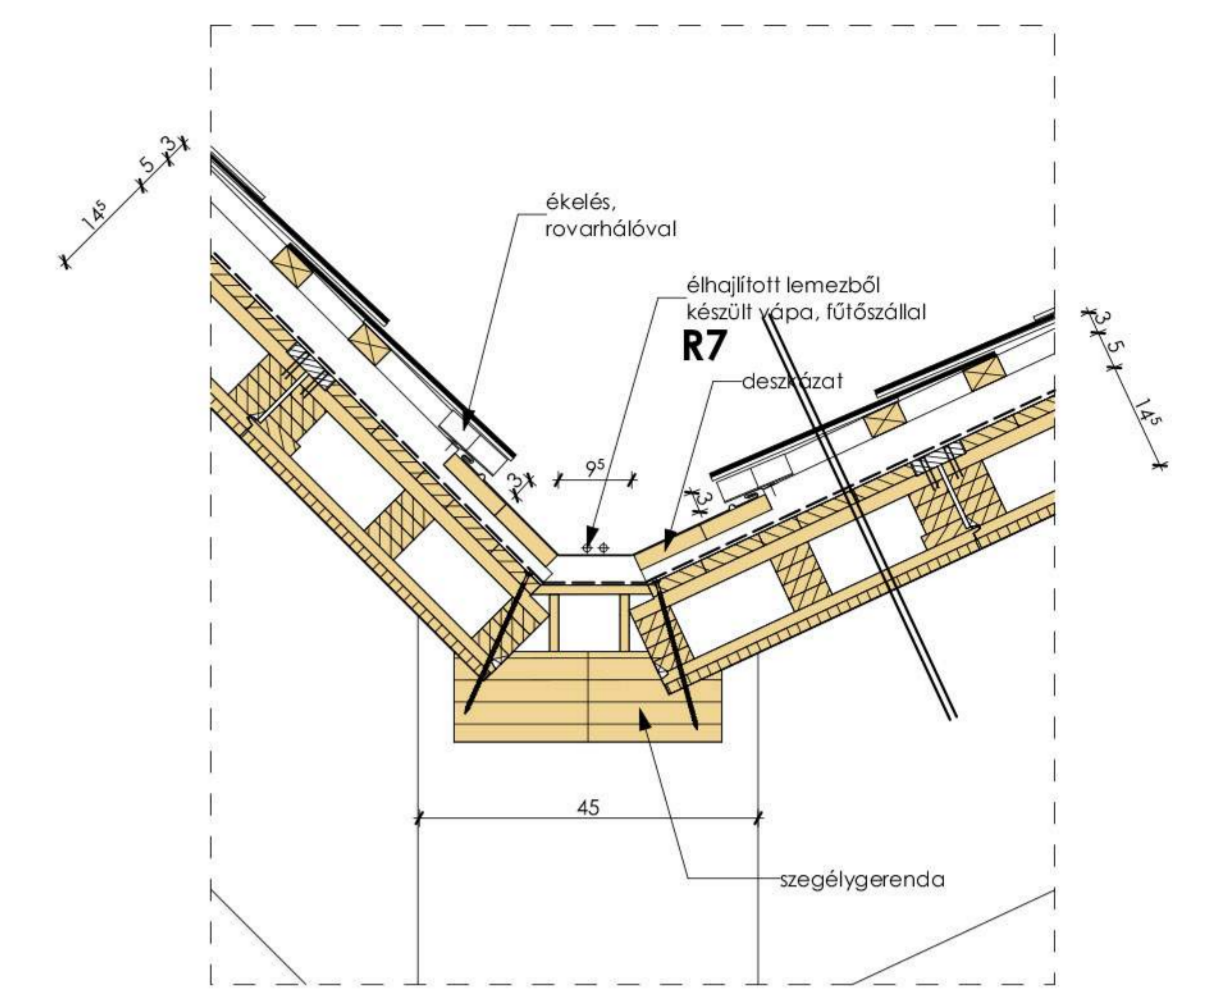 3
5
14⁵
ékelés,
rovarhálóval
élhajlított lemezből
készült vápa, fűtőszállal
R7
deszkázat
3
5
14⁵
3
9⁵
3
45
szegélygerenda